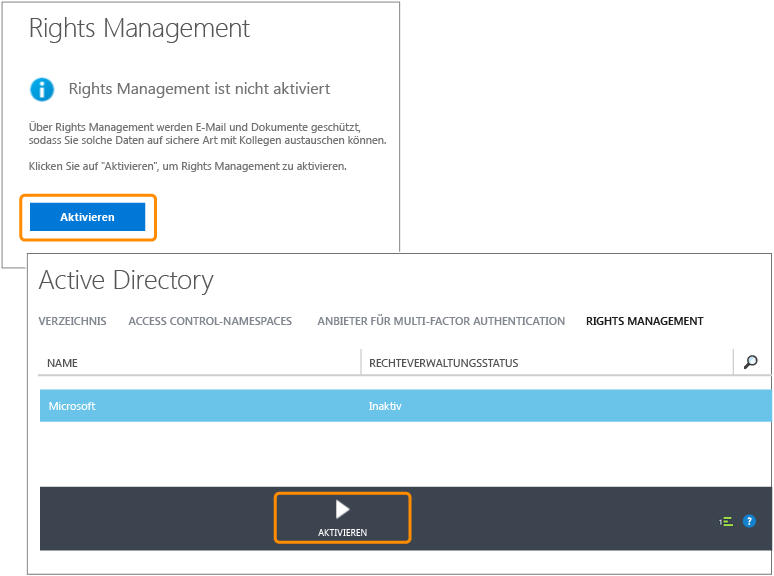 Rights Management
Rights Management ist nicht aktiviert
Über Rights Management werden E-Mail und Dokumente geschützt,
sodass Sie solche Daten auf sichere Art mit Kollegen austauschen können.
Klicken Sie auf "Aktivieren", um Rights Management zu aktivieren.
Aktivieren
Active Directory
VERZEICHNIS ACCESS CONTROL-NAMESPACES ANBIETER FÜR MULTI-FACTOR AUTHENTICATION RIGHTS MANAGEMENT
NAME RECHTEVERWALTUNGSSTATUS
Microsoft Inaktiv
AKTIVIEREN
1 ?